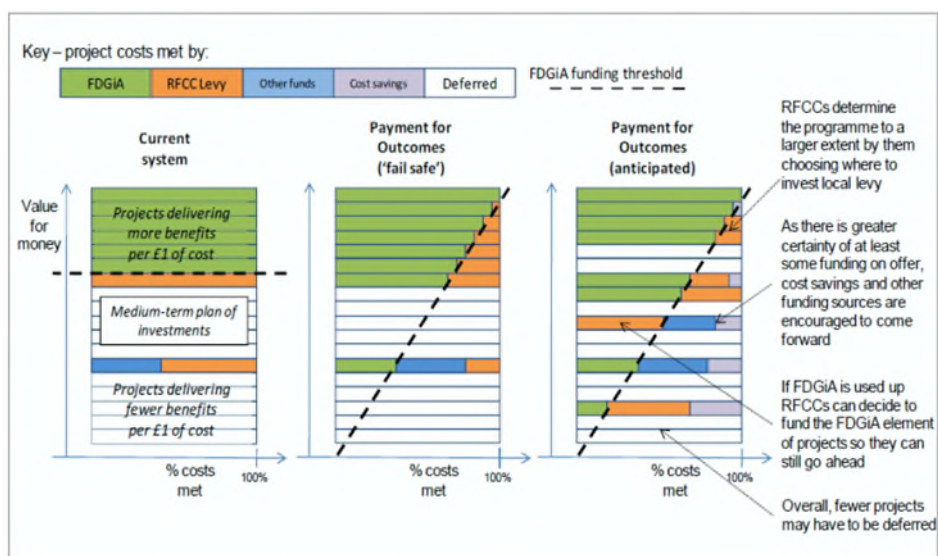 Key – project costs met by:
FDGiA
RFCC Levy
Other funds
Cost savings
Deferred
FDGiA funding threshold
Current
system
Payment for
Outcomes
('fail safe')
Payment for
Outcomes
(anticipated)
Value
for
money
Projects delivering
more benefits
per £1 of cost
Medium-term plan of
investments
Projects delivering
fewer benefits
per £1 of cost
% costs
met
100%
% costs
met
100%
% costs
met
100%
RFCCs determine
the programme to a
larger extent by them
choosing where to
invest local levy
As there is greater
certainty of at least
some funding on offer,
cost savings and other
funding sources are
encouraged to come
forward
If FDGiA is used up
RFCCs can decide to
fund the FDGiA element
of projects so they can
still go ahead
Overall, fewer projects
may have to be deferred